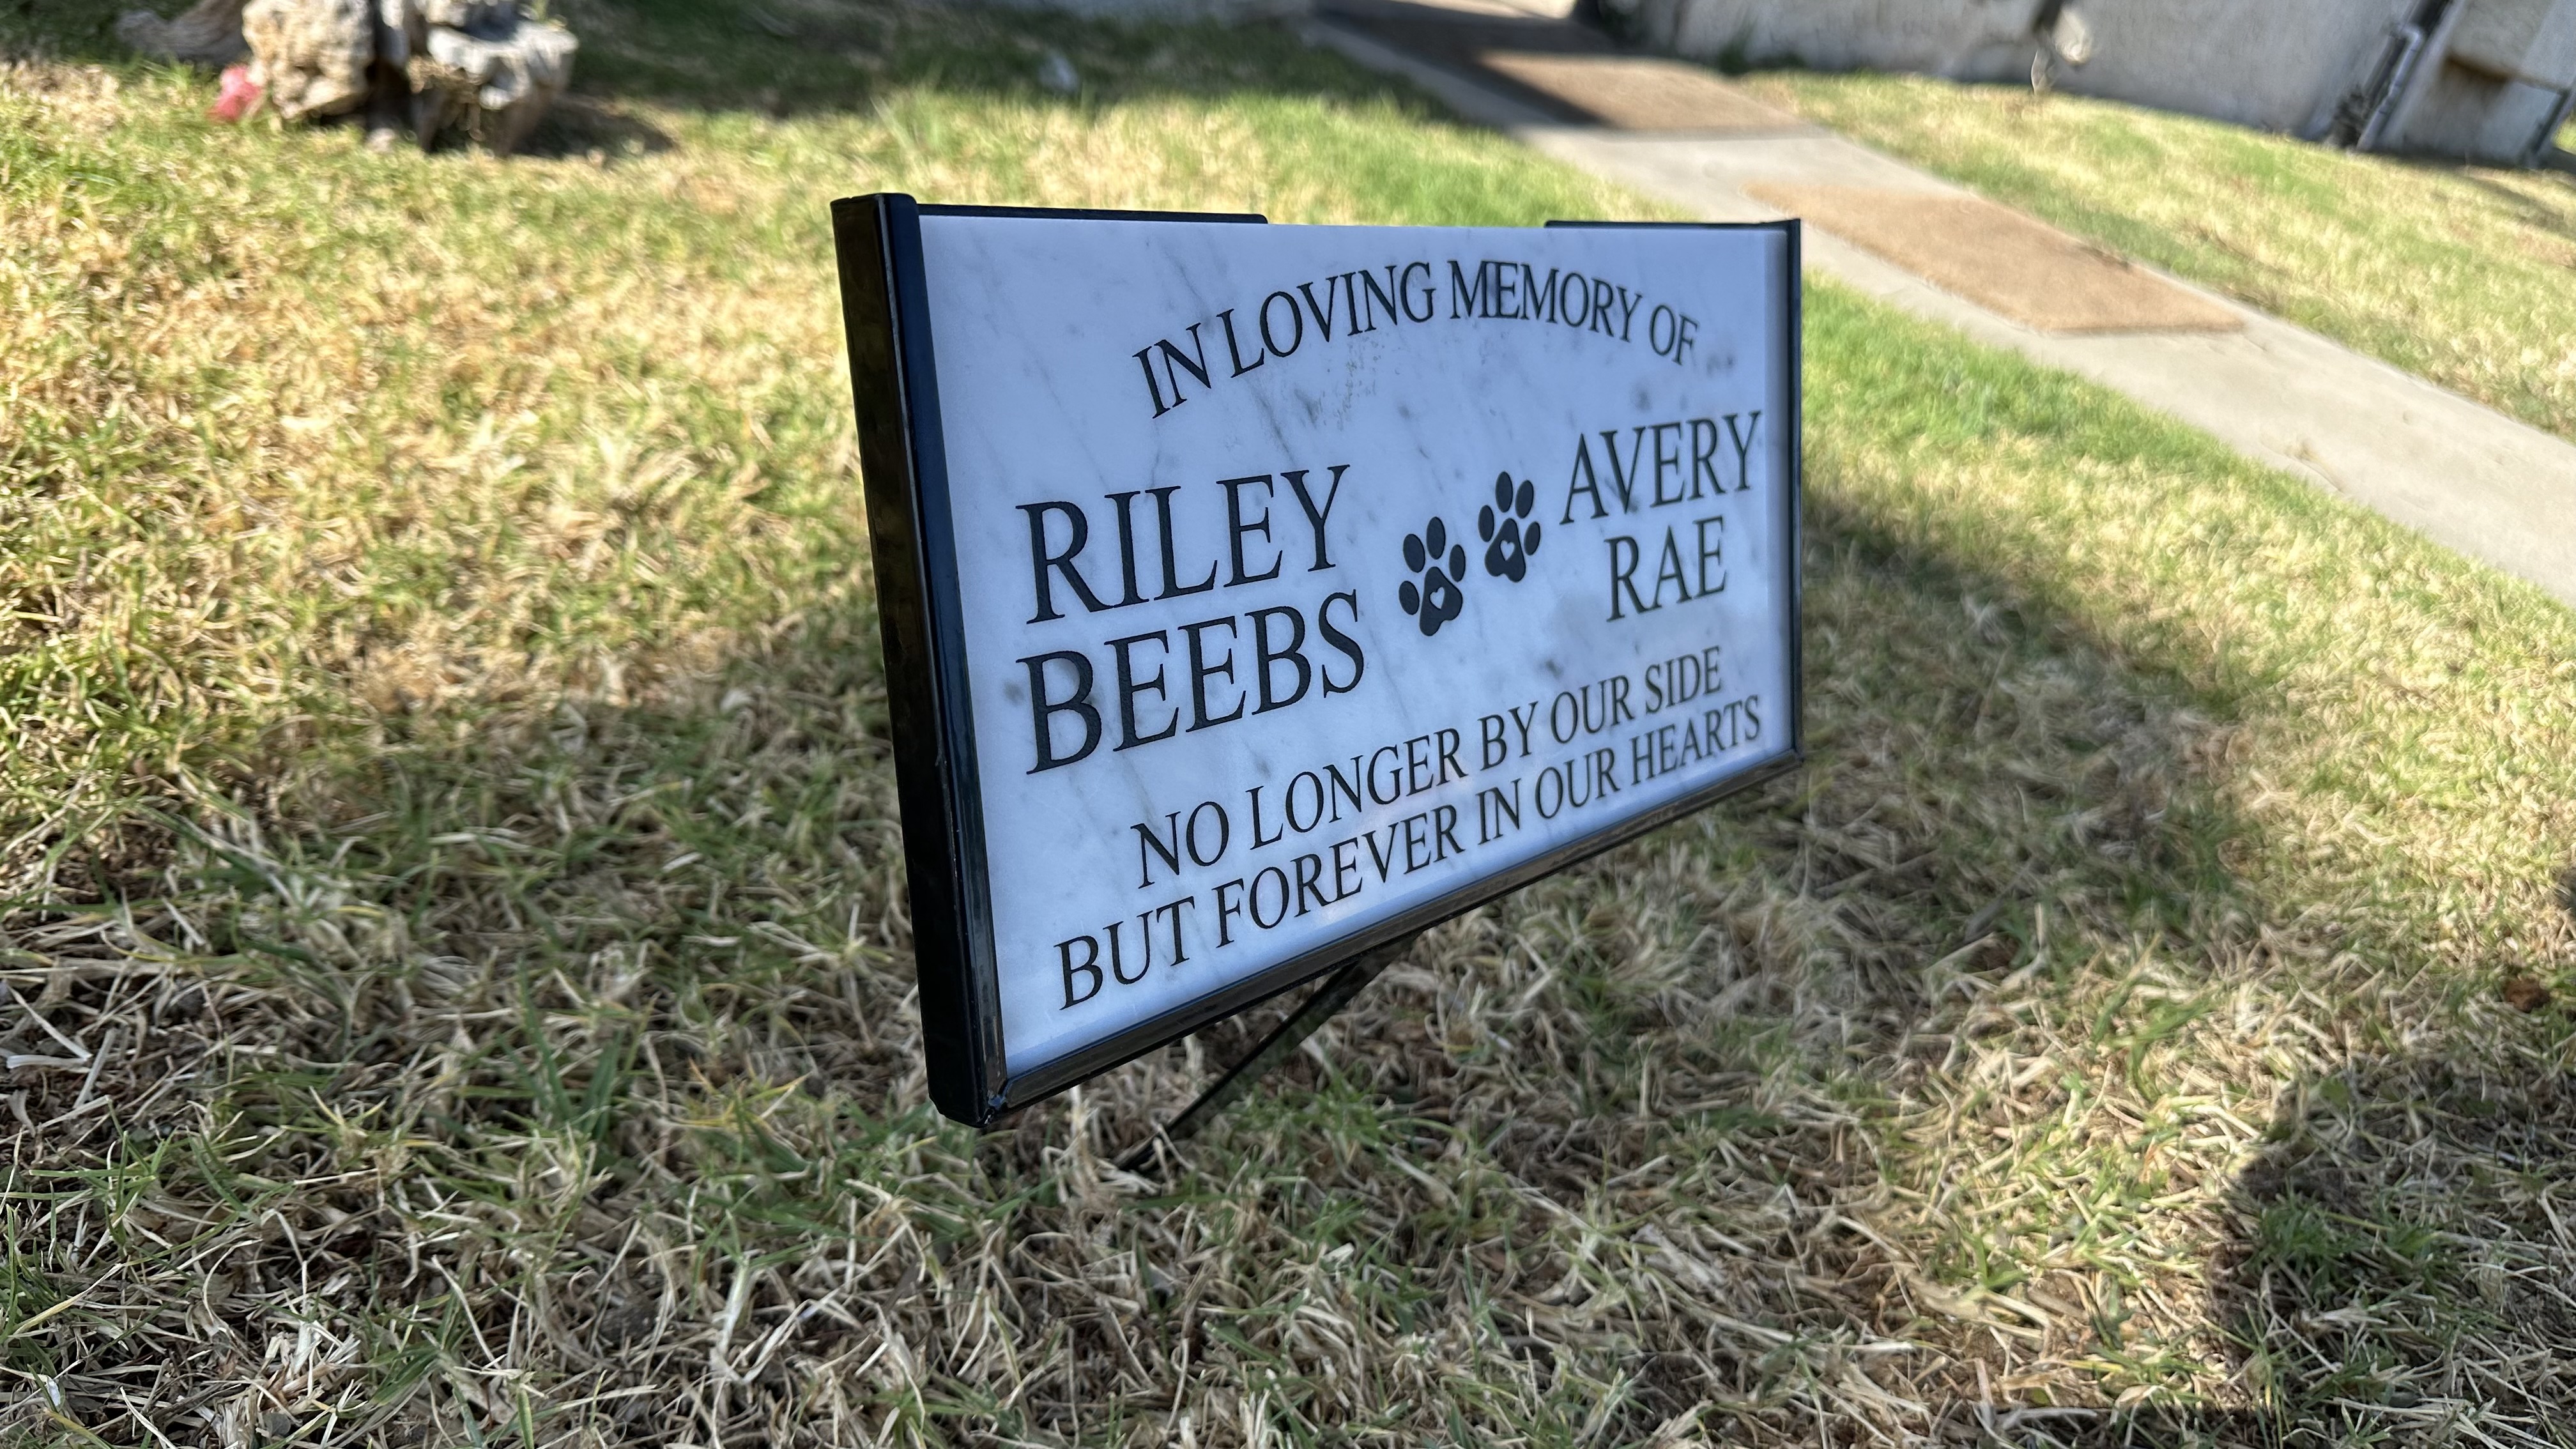 IN LOVING MEMORY OF
RILEY
BEEBS
AVERY
RAE
NO LONGER BY OUR SIDE
BUT FOREVER IN OUR HEARTS